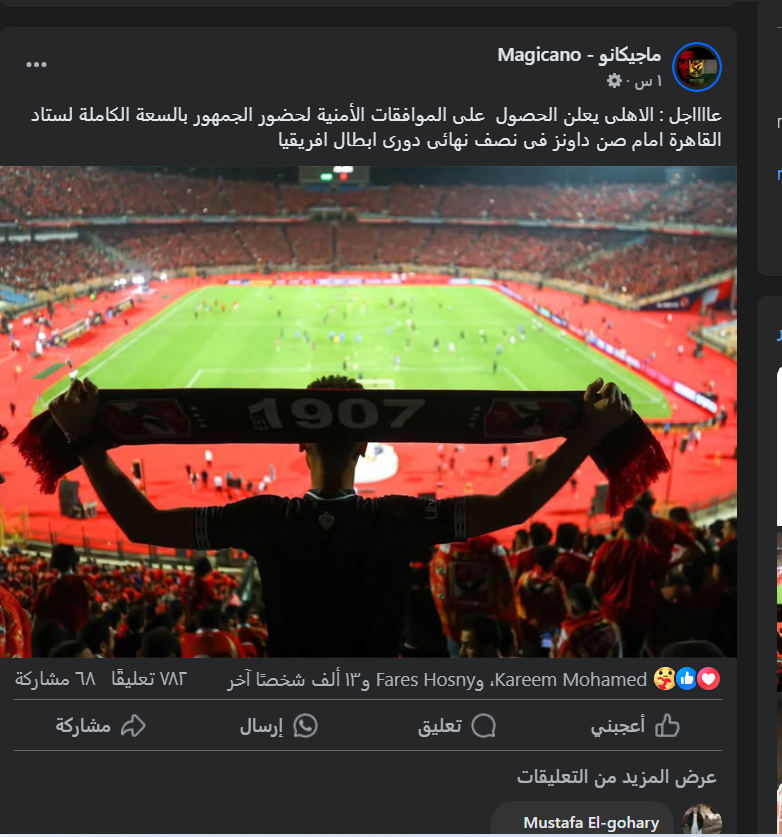 ماجيكانو - Magicano
١ س ·
عااااجل : الاهلى يعلن الحصول على الموافقات الأمنية لحضور الجمهور بالسعة الكاملة لستاد
القاهرة امام صن داونز فى نصف نهائى دورى ابطال افريقيا
1907
Kareem Mohamed، وFares Hosny و١٣ ألف شخصًا آخر
٧٨٢ تعليقًا ٦٨ مشاركة
أعجبني
تعليق
إرسال
مشاركة
عرض المزيد من التعليقات
Mustafa El-gohary